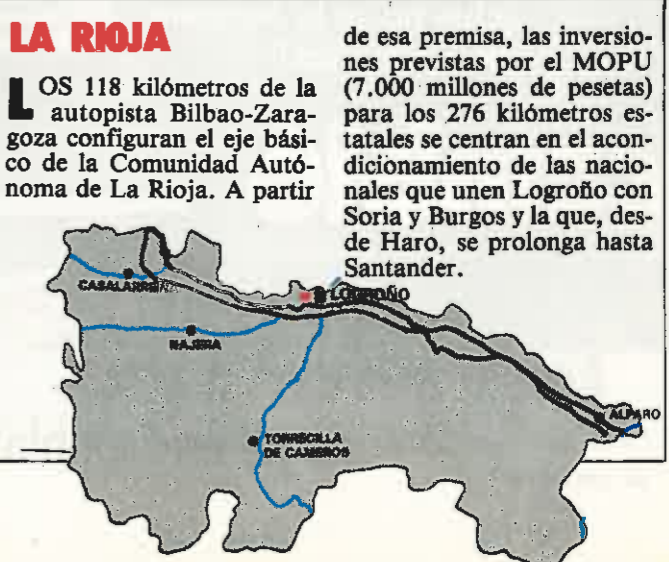 LA RIOJA
LOS 118 kilómetros de la
autopista Bilbao-Zara-
goza configuran el eje bási-
co de la Comunidad Autó-
noma de La Rioja. A partir
de esa premisa, las inversio-
nes previstas por el MOPU
(7.000 millones de pesetas)
para los 276 kilómetros es-
tatales se centran en el acon-
dicionamiento de las nacio-
nales que unen Logroño con
Soria y Burgos y la que, des-
de Haro, se prolonga hasta
Santander.
CASALARREINA
LOGROÑO
NAJERA
ALFARO
TORRECILLA
DE CAMEROS